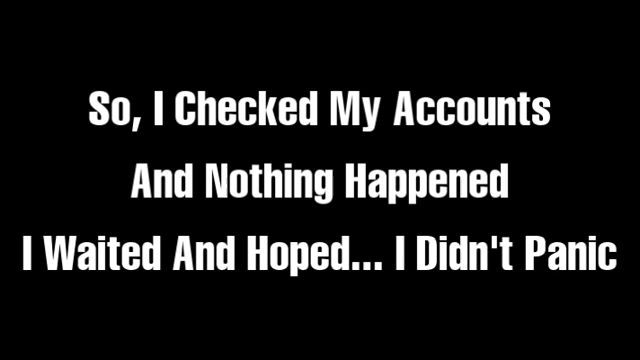 So, I Checked My Accounts
And Nothing Happened
I Waited And Hoped... I Didn't Panic